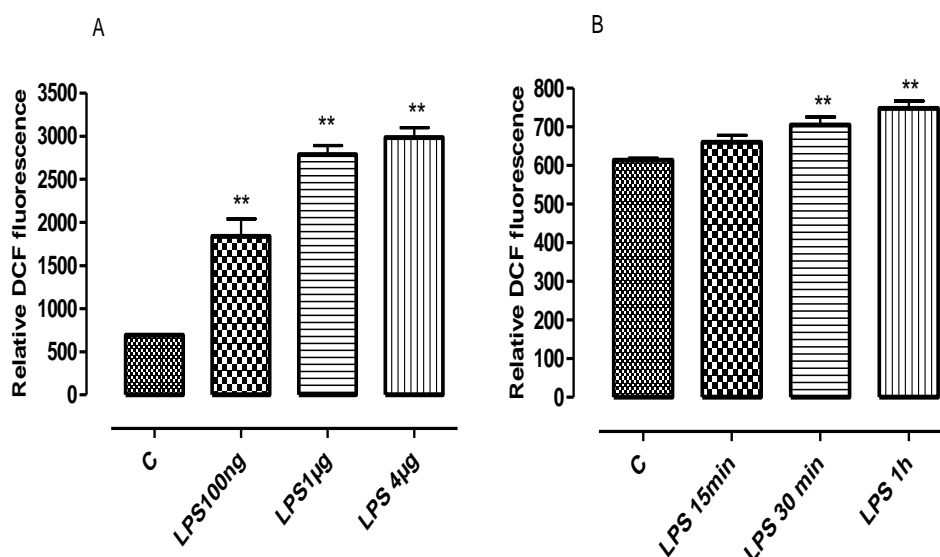 A
Relative DCF fluorescence
3500
3000
2500
2000
1500
1000
500
0
**
**
**
C
LPS100ng
LPS1µg
LPS 4µg
B
Relative DCF fluorescence
800
700
600
500
400
300
200
100
0
**
**
C
LPS 15min
LPS 30 min
LPS 1h